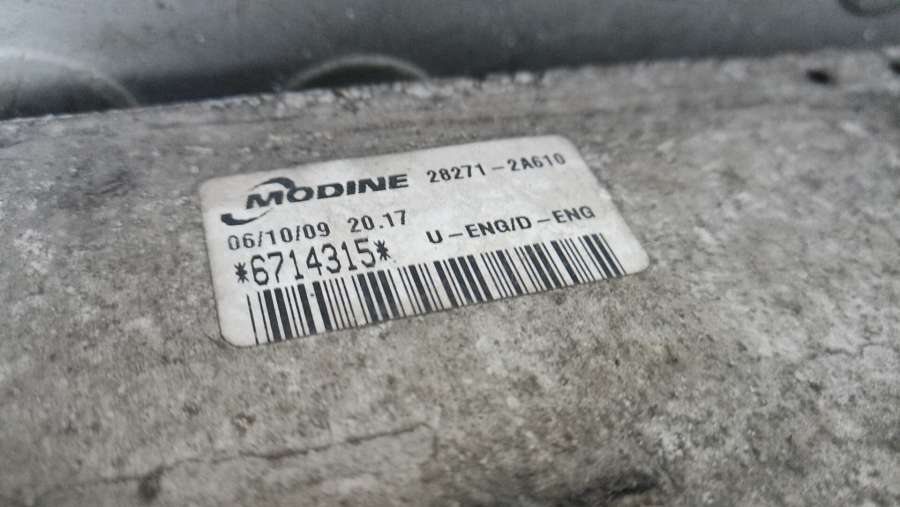 MODINE 28271-2A610
06/10/09 20.17
U-ENG/D-ENG
*6714315*